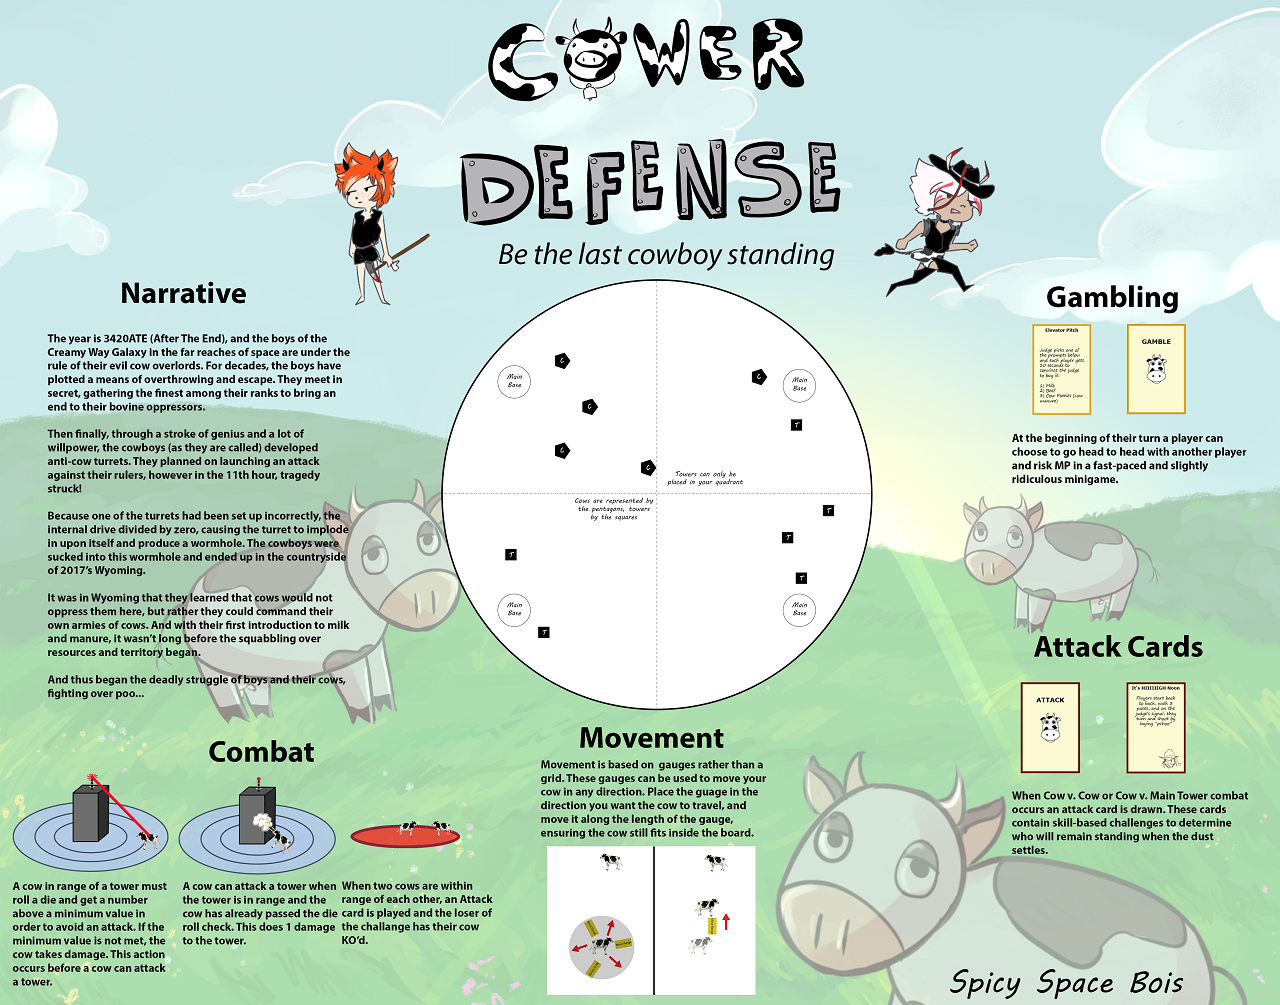 COWER
DEFENSE
Be the last cowboy standing
Narrative
The year is 3420ATE (After The End), and the boys of the
Creamy Way Galaxy in the far reaches of space are under the
rule of their evil cow overlords. For decades, the boys have
plotted a means of overthrowing and escape. They meet in
secret, gathering the finest among their ranks to bring an
end to their bovine oppressors.
Then finally, through a stroke of genius and a lot of
willpower, the cowboys (as they are called) developed
anti-cow turrets. They planned on launching an attack
against their rulers, however in the 11th hour, tragedy
struck!
Because one of the turrets had been set up incorrectly, the
internal drive divided by zero, causing the turret to implode
in upon itself and produce a wormhole. The cowboys were
sucked into this wormhole and ended up in the countryside
of 2017's Wyoming.
It was in Wyoming that they learned that cows would not
oppress them here, but rather they could command their
own armies of cows. And with their first introduction to milk
and manure, it wasn't long before the squabbling over
resources and territory began.
And thus began the deadly struggle of boys and their cows,
fighting over poo...
Main
Base
C
C
C
C
C
Main
Base
T
Towers can only be
placed in your quadrant
Cows are represented by
the pentagons, towers
by the squares
T
T
T
T
T
Main
Base
Main
Base
Gambling
Elevator Pitch
Judge picks one of
the prompts below
and each player gets
10 seconds to
convince the judge
to buy it.
1) Milk
2) Beef
3) Cow Patties (cow
manure)
GAMBLE
At the beginning of their turn a player can
choose to go head to head with another player
and risk MP in a fast-paced and slightly
ridiculous minigame.
Attack Cards
ATTACK
It's HIIIIIIGH Noon
Players start back
to back, walk 3
paces, and on the
judge's signal, they
turn and shoot by
saying
When Cow v. Cow or Cow v. Main Tower combat
occurs an attack card is drawn. These cards
contain skill-based challenges to determine
who will remain standing when the dust
settles.
Combat
A cow in range of a tower must
roll a die and get a number
above a minimum value in
order to avoid an attack. If the
minimum value is not met, the
cow takes damage. This action
occurs before a cow can attack
a tower.
A cow can attack a tower when
the tower is in range and the
cow has already passed the die
roll check. This does 1 damage
to the tower.
When two cows are within
range of each other, an Attack
card is played and the loser of
the challange has their cow
KO'd.
Movement
Movement is based on gauges rather than a
grid. These gauges can be used to move your
cow in any direction. Place the guage in the
direction you want the cow to travel, and
move it along the length of the gauge,
ensuring the cow still fits inside the board.
Spicy Space Bois